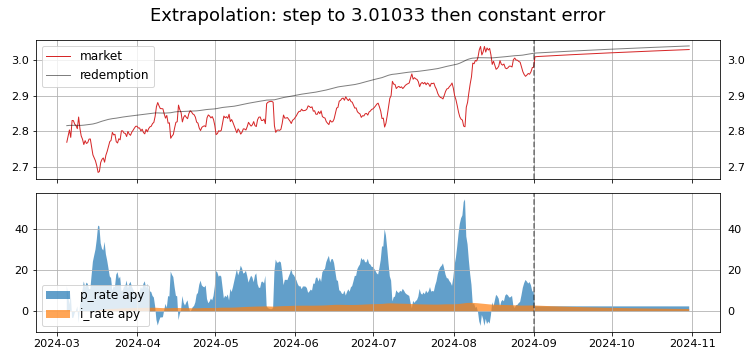 Extrapolation: step to 3.01033 then constant error
market
redemption
3.0 3.0
2.9 2.9
2.8 2.8
2.7 2.7
40 40
20 20
0 0
p_rate apy
i_rate apy
2024-03 2024-04 2024-05 2024-06 2024-07 2024-08 2024-09 2024-10 2024-11